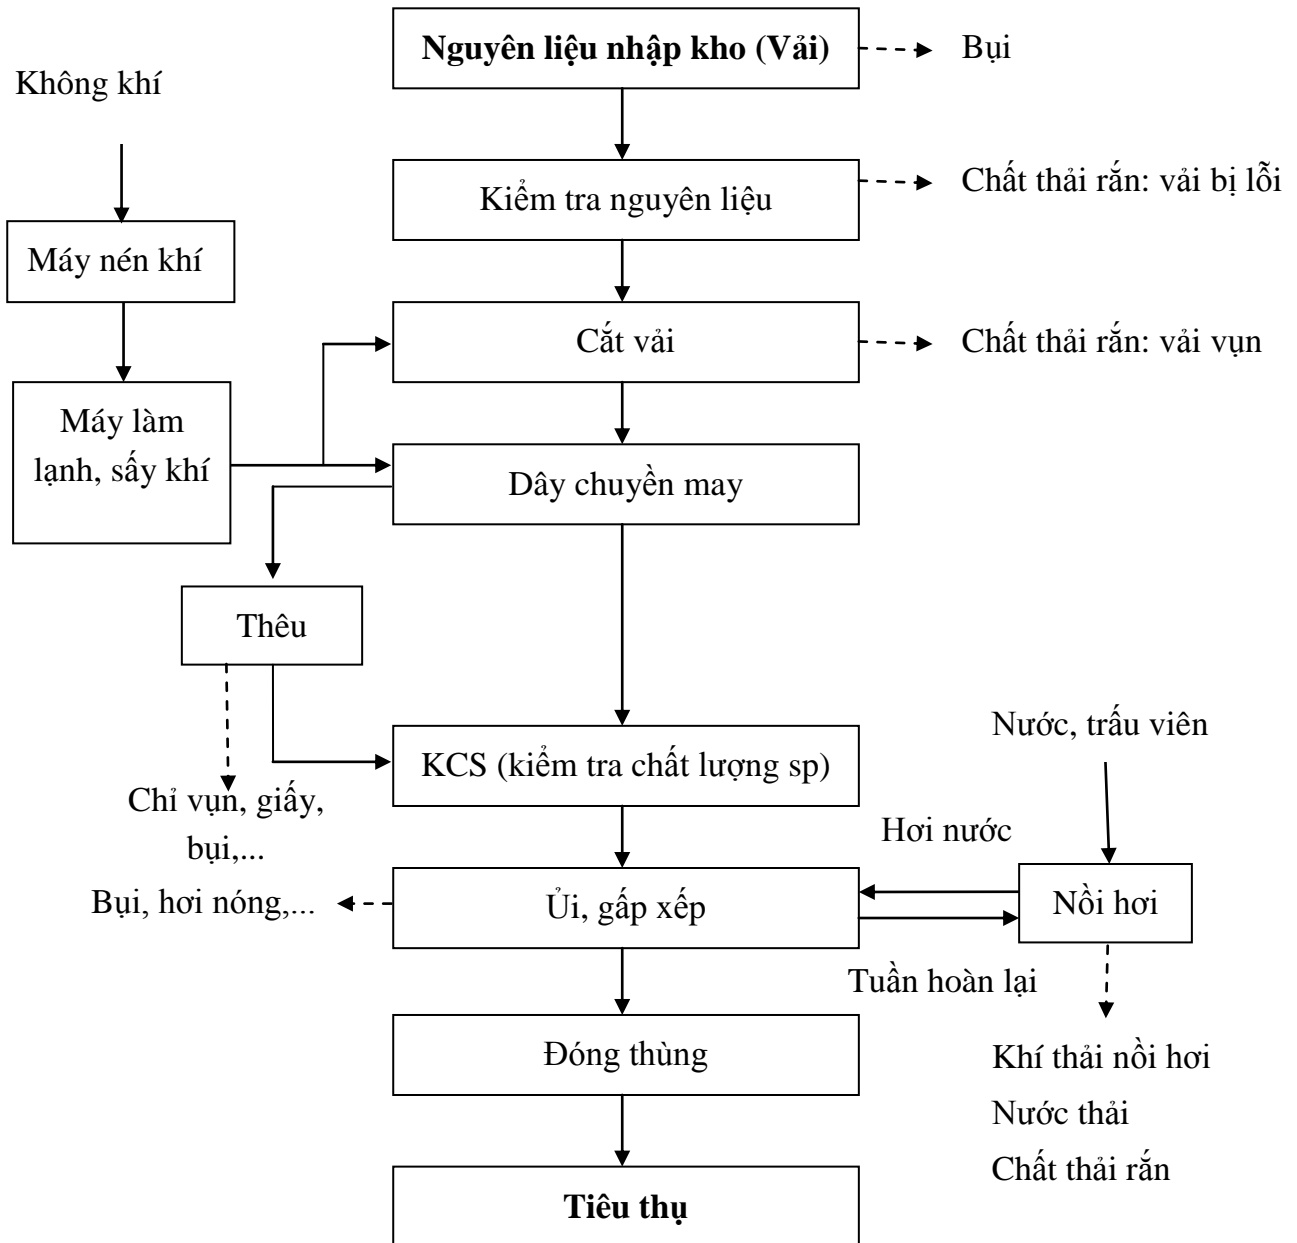 Nguyên liệu nhập kho (Vải)
Bụi
Không khí
Kiểm tra nguyên liệu
Chất thải rắn: vải bị lỗi
Máy nén khí
Cắt vải
Chất thải rắn: vải vụn
Máy làm
lạnh, sấy khí
Dây chuyền may
Thêu
Nước, trấu viên
KCS (kiểm tra chất lượng sp)
Chỉ vụn, giấy,
bụi,...
Hơi nước
Bụi, hơi nóng,...
Ủi, gấp xếp
Nồi hơi
Tuần hoàn lại
Đóng thùng
Khí thải nồi hơi
Nước thải
Chất thải rắn
Tiêu thụ